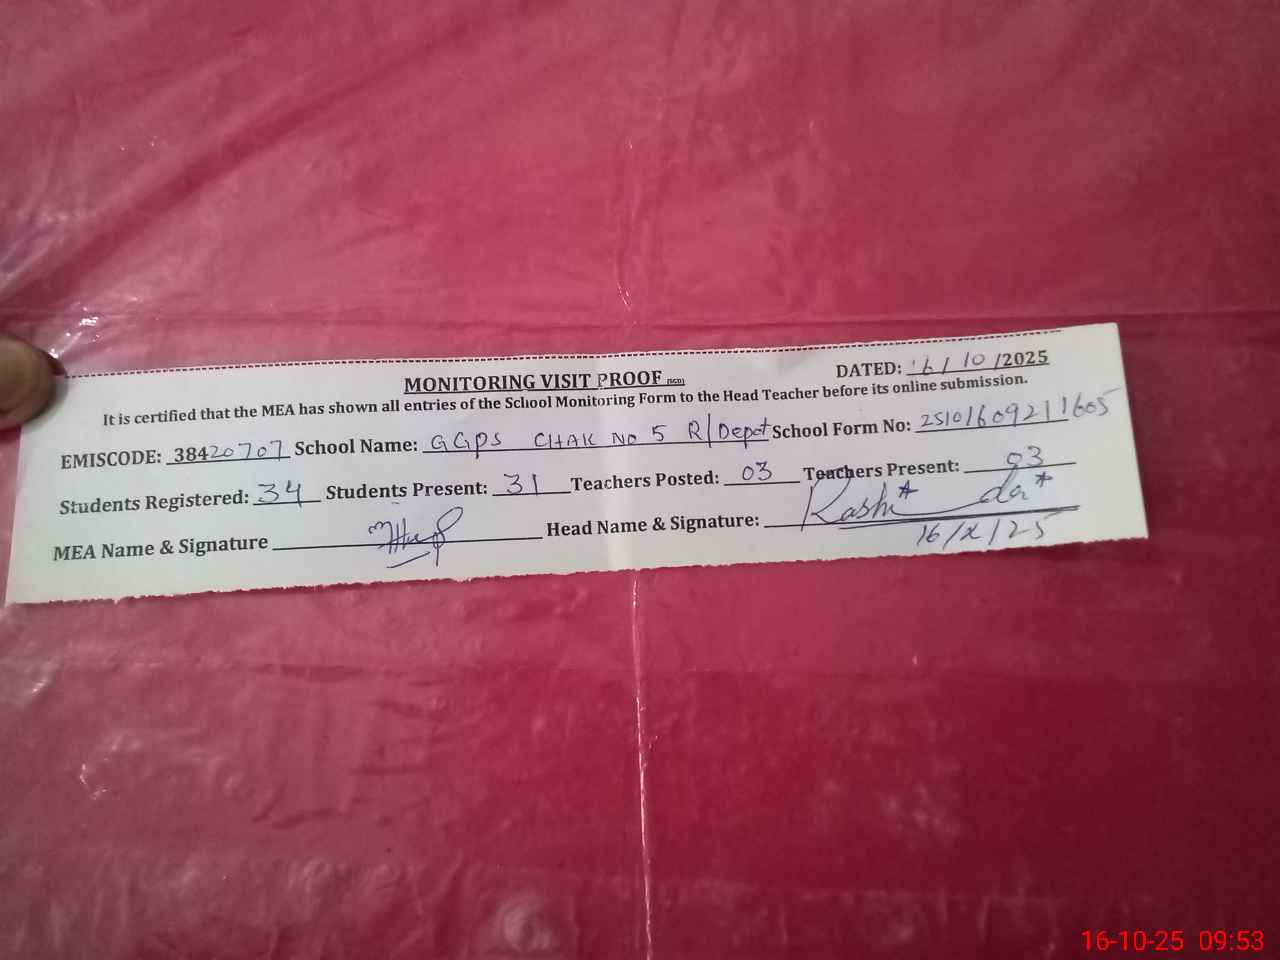 MONITORING VISIT PROOF (SGD)
DATED: 16/10/2025
It is certified that the MEA has shown all entries of the School Monitoring Form to the Head Teacher before its online submission.
EMISCODE: 38420707 School Name: GGPS CHAK No 5 R/Depot School Form No: 2510160921 1605
Students Registered: 34 Students Present: 31 Teachers Posted: 03 Teachers Present: 03
MEA Name & Signature Head Name & Signature:
16/X/25
16-10-25 09:53